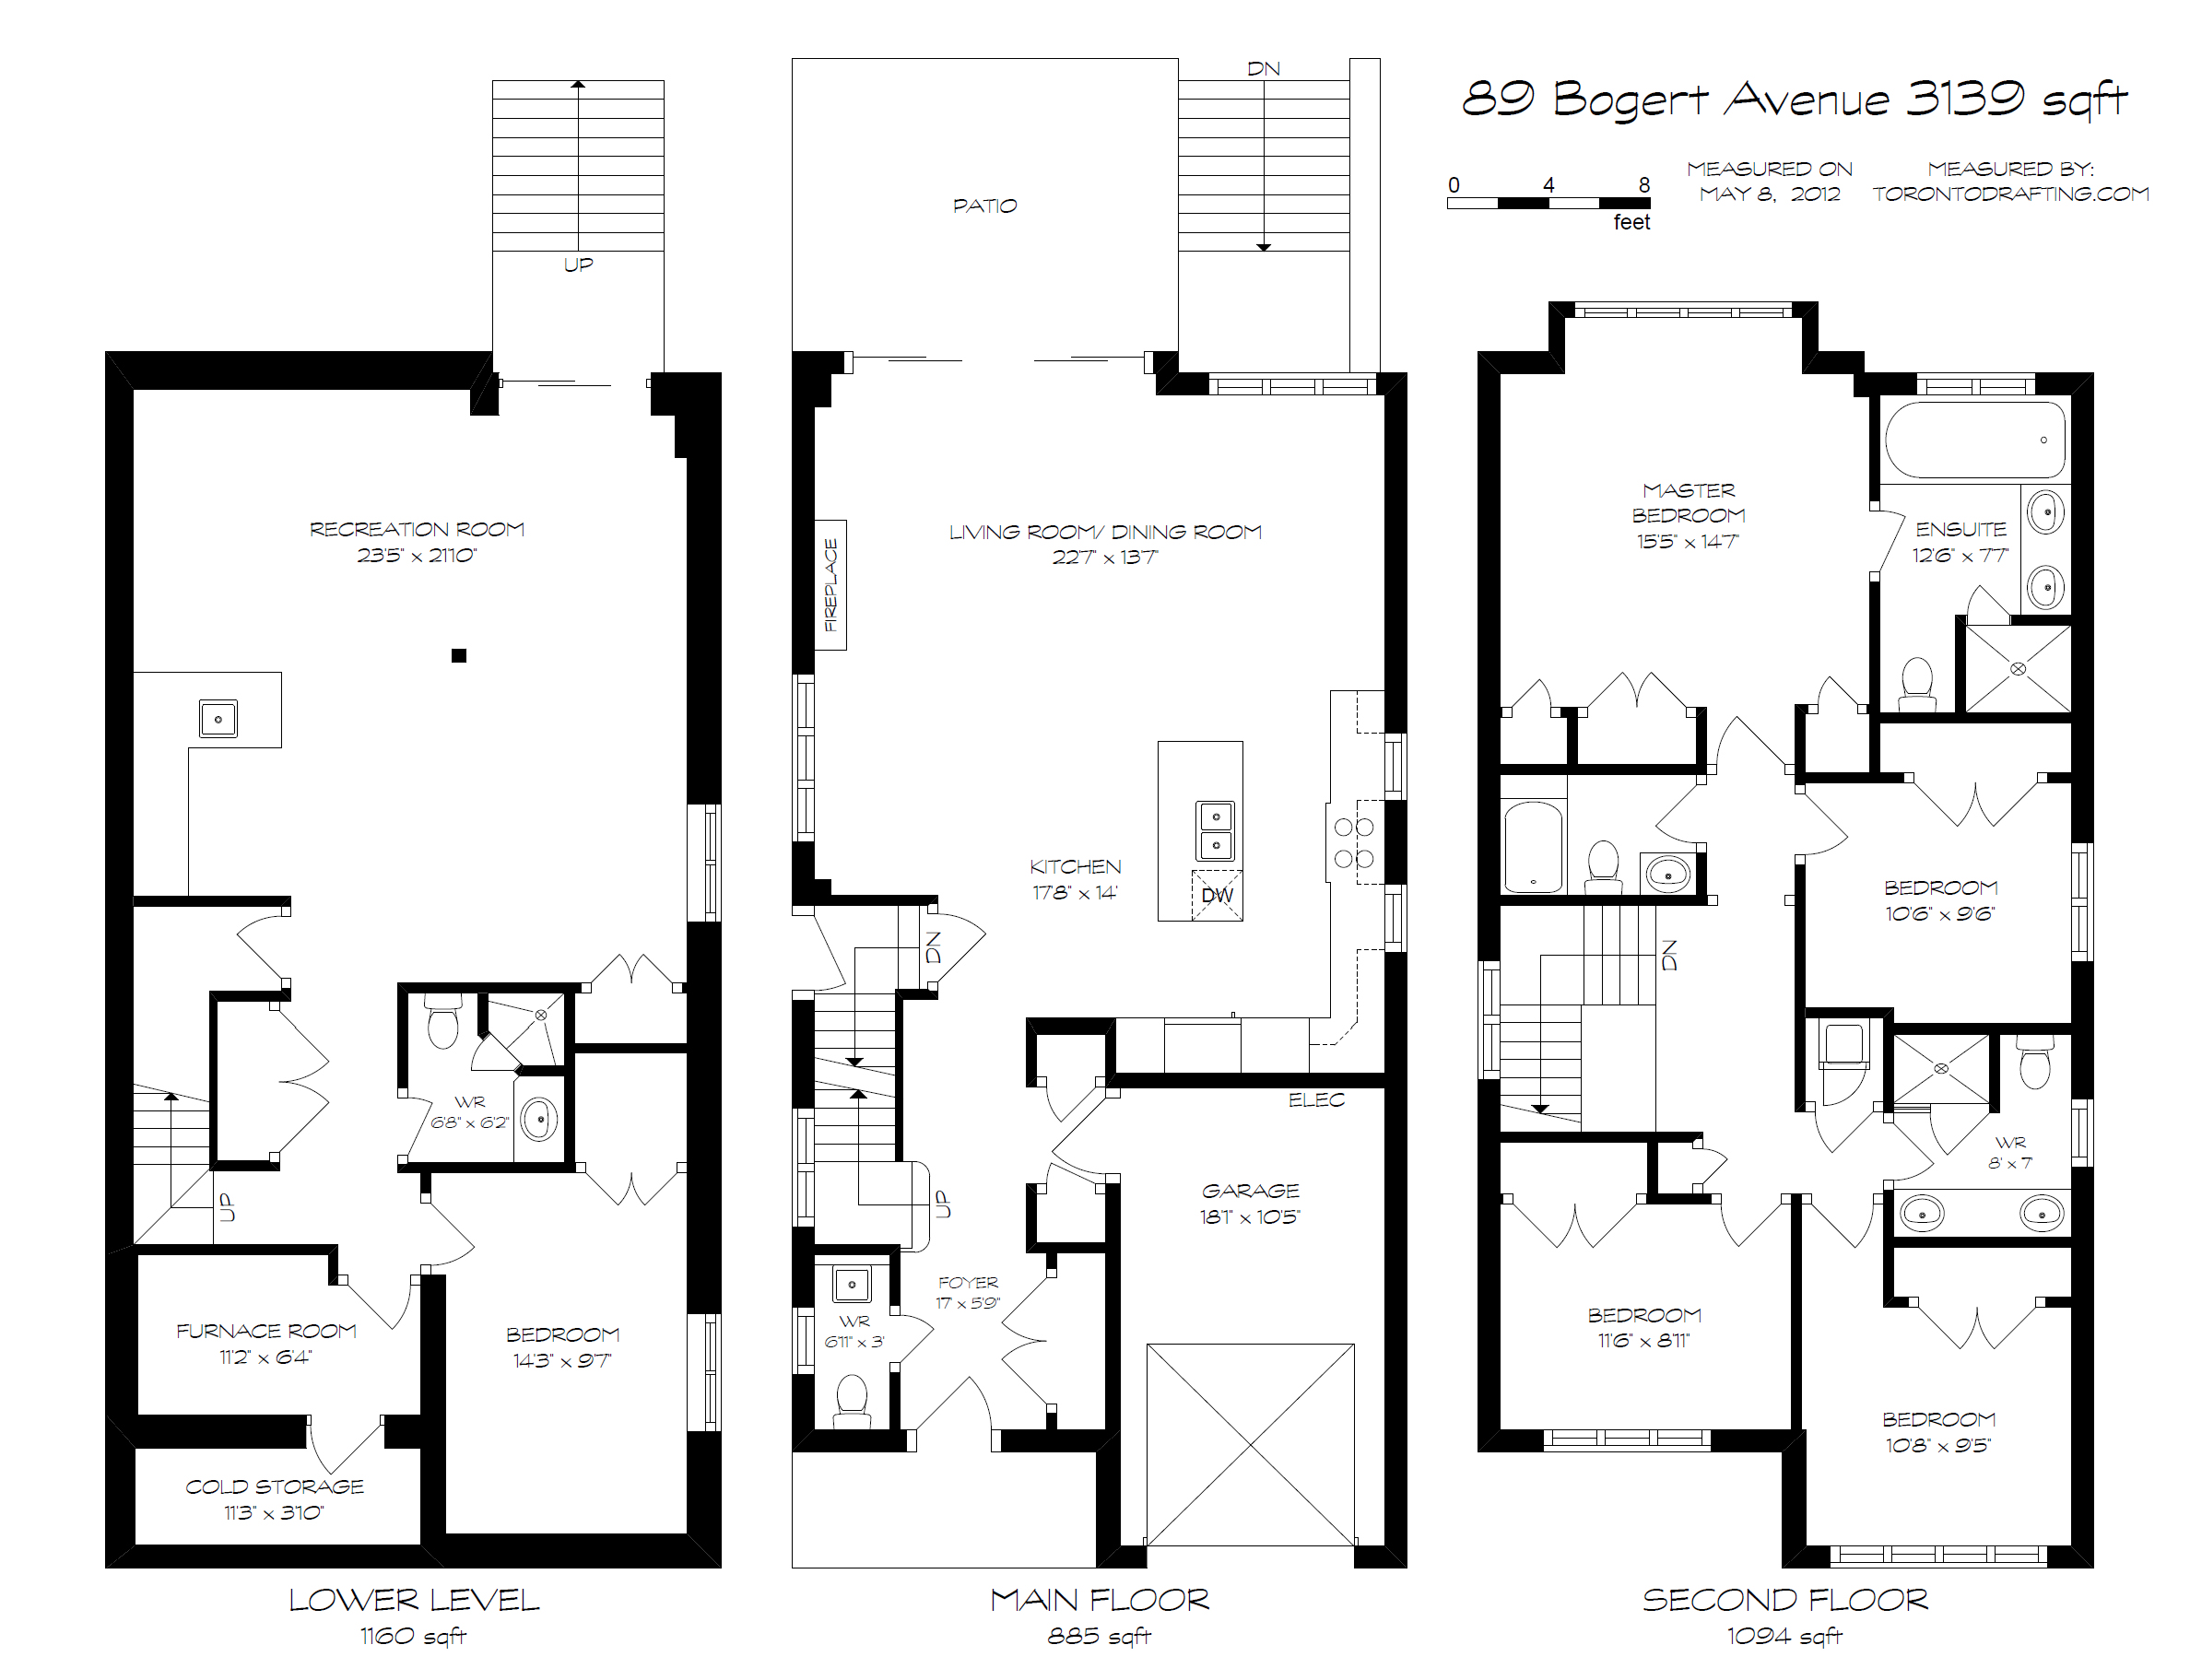 89 Bogert Avenue 3139 sqft
0 4 8
feet
MEASURED ON
MAY 8, 2012
MEASURED BY:
TORONTODRAFTING.COM
UP
RECREATION ROOM
23'5" x 21'10"
WR
6'8" x 6'2"
UP
FURNACE ROOM
11'2" x 6'4"
BEDROOM
14'3" x 9'7"
COLD STORAGE
11'3" x 3'10"
LOWER LEVEL
1160 sqft
DN
PATIO
LIVING ROOM/ DINING ROOM
22'7" x 13'7"
FIREPLACE
KITCHEN
17'8" x 14'
DW
DN
ELEC
GARAGE
18'1" x 10'5"
UP
FOYER
17' x 5'9"
WR
6'11" x 3'
MAIN FLOOR
885 sqft
MASTER
BEDROOM
15'5" x 14'7"
ENSUITE
12'6" x 7'7"
BEDROOM
10'6" x 9'6"
DN
WR
8' x 7'
BEDROOM
11'6" x 8'11"
BEDROOM
10'8" x 9'5"
SECOND FLOOR
1094 sqft